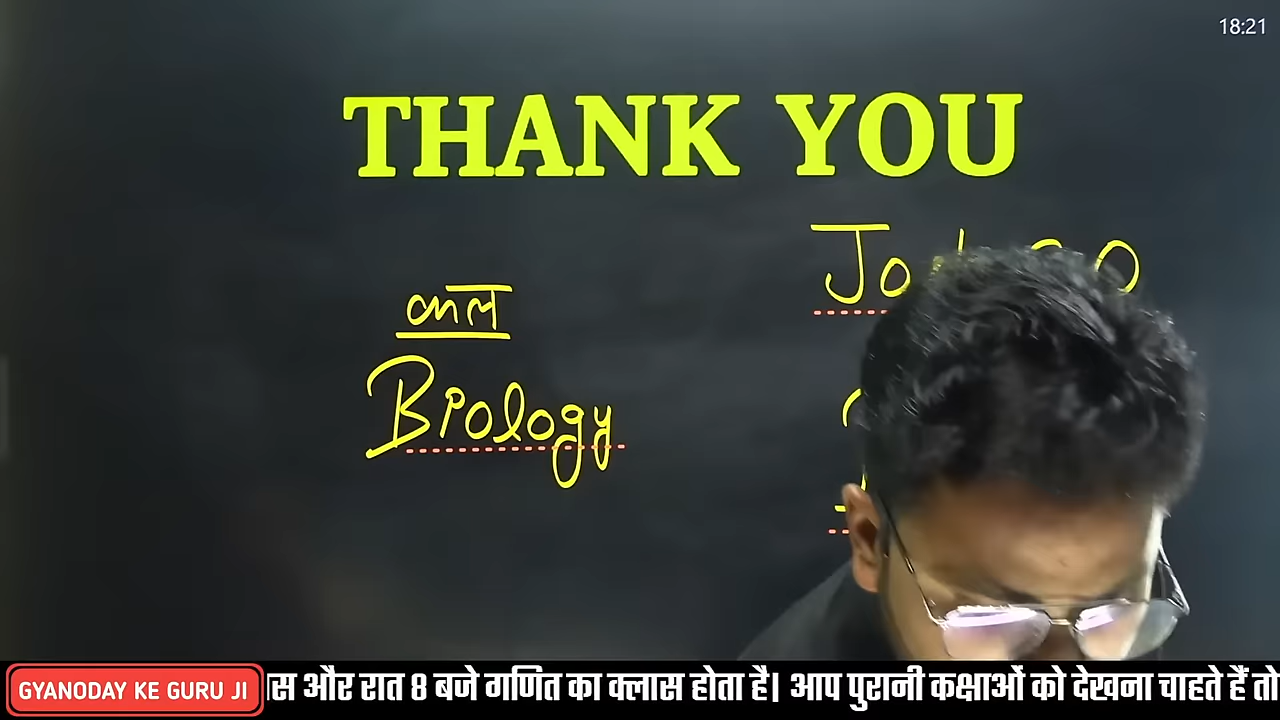 18:21
THANK YOU
कल
Biology
GYANODAY KE GURU JI
और रात 8 बजे गणित का क्लास होता है| आप पुरानी कक्षाओं को देखना चाहते हैं तो